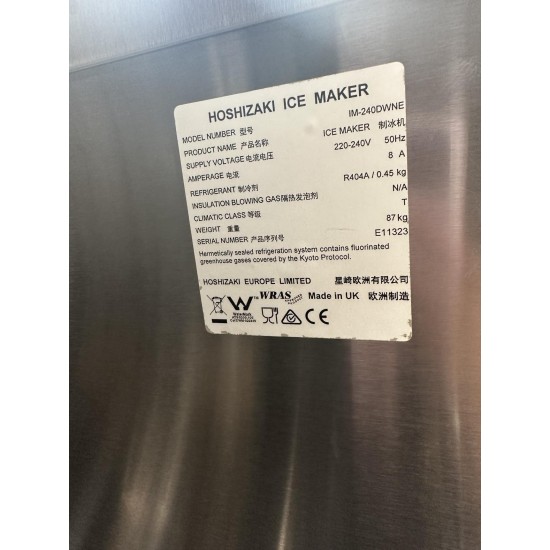 HOSHIZAKI ICE MAKER
MODEL NUMBER 型号 IM-240DWNE
PRODUCT NAME 产品名称 ICE MAKER 制冰机
SUPPLY VOLTAGE 电流电压 220-240V 50Hz
AMPERAGE 电流 8 A
REFRIGERANT 制冷剂 R404A / 0.45 kg
INSULATION BLOWING GAS 隔热发泡剂 N/A
CLIMATIC CLASS 等级 T
WEIGHT 重量 87 kg
SERIAL NUMBER 产品序列号 E11323
Hermetically sealed refrigeration system contains fluorinated
greenhouse gases covered by the Kyoto Protocol.
HOSHIZAKI EUROPE LIMITED 星崎欧洲有限公司
WRAS Made in UK 欧洲制造
WaterMark
CE